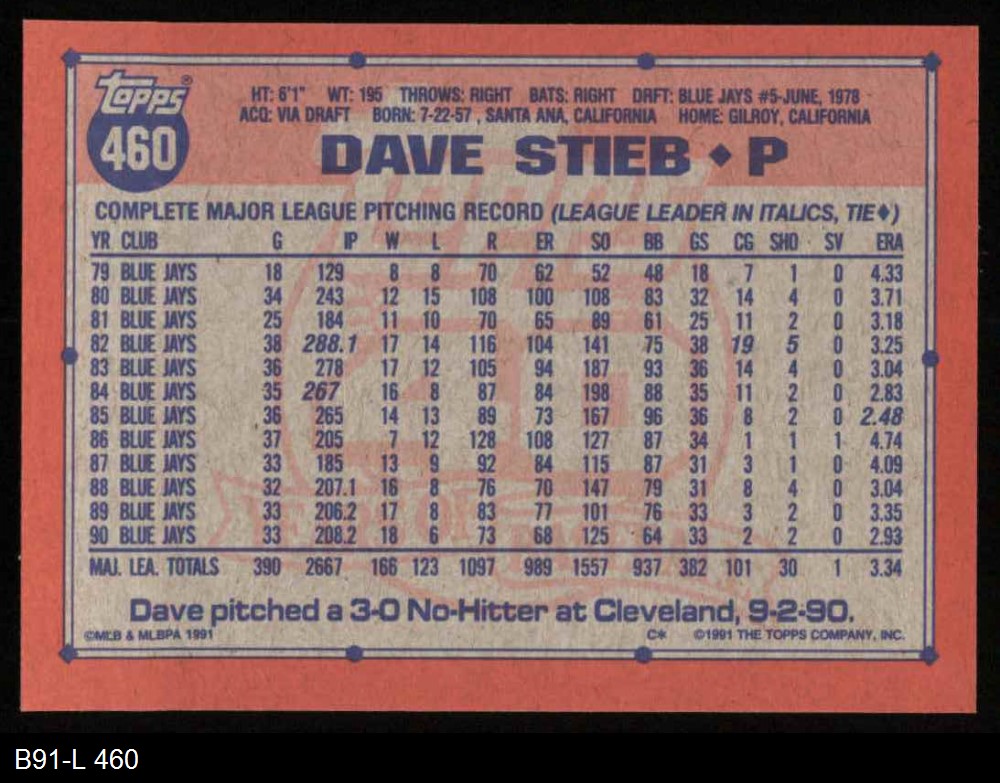 Topps®
460
HT: 6'1" WT: 195 THROWS: RIGHT BATS: RIGHT DRFT: BLUE JAYS #5-JUNE, 1978
ACQ: VIA DRAFT BORN: 7-22-57 , SANTA ANA, CALIFORNIA HOME: GILROY, CALIFORNIA
DAVE STIEB ♦ P
COMPLETE MAJOR LEAGUE PITCHING RECORD (LEAGUE LEADER IN ITALICS, TIE♦)
YR CLUB G IP W L R ER SO BB GS CG SHO SV ERA
79 BLUE JAYS 18 129 8 8 70 62 52 48 18 7 1 0 4.33
80 BLUE JAYS 34 243 12 15 108 100 108 83 32 14 4 0 3.71
81 BLUE JAYS 25 184 11 10 70 65 89 61 25 11 2 0 3.18
82 BLUE JAYS 38 288.1 17 14 116 104 141 75 38 19 5 0 3.25
83 BLUE JAYS 36 278 17 12 105 94 187 93 36 14 4 0 3.04
84 BLUE JAYS 35 267 16 8 87 84 198 88 35 11 2 0 2.83
85 BLUE JAYS 36 265 14 13 89 73 167 96 36 8 2 0 2.48
86 BLUE JAYS 37 205 7 12 128 108 127 87 34 1 1 1 4.74
87 BLUE JAYS 33 185 13 9 92 84 115 87 31 3 1 0 4.09
88 BLUE JAYS 32 207.1 16 8 76 70 147 79 31 8 4 0 3.04
89 BLUE JAYS 33 206.2 17 8 83 77 101 76 33 3 2 0 3.35
90 BLUE JAYS 33 208.2 18 6 73 68 125 64 33 2 2 0 2.93
MAJ. LEA. TOTALS 390 2667 166 123 1097 989 1557 937 382 101 30 1 3.34
Dave pitched a 3-0 No-Hitter at Cleveland, 9-2-90.
©MLB & MLBPA 1991 C* ©1991 THE TOPPS COMPANY, INC.
B91-L 460